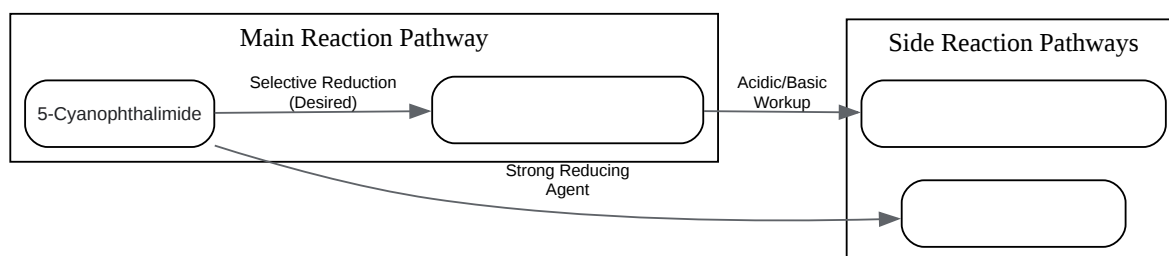 Main Reaction Pathway
Side Reaction Pathways
5-Cyanophthalimide
Selective Reduction
(Desired)
Acidic/Basic
Workup
Strong Reducing
Agent